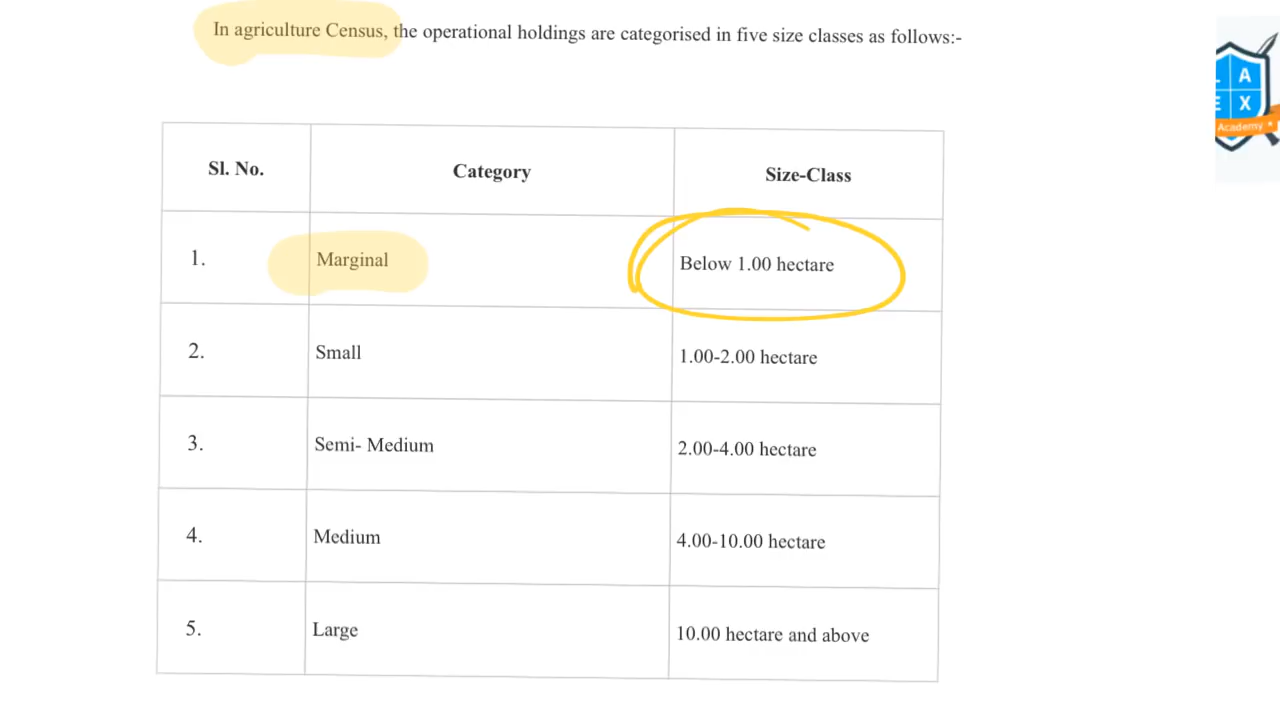 In agriculture Census, the operational holdings are categorised in five size classes as follows:-
Sl. No. Category Size-Class
1. Marginal Below 1.00 hectare
2. Small 1.00-2.00 hectare
3. Semi- Medium 2.00-4.00 hectare
4. Medium 4.00-10.00 hectare
5. Large 10.00 hectare and above
L A
E X
Academy